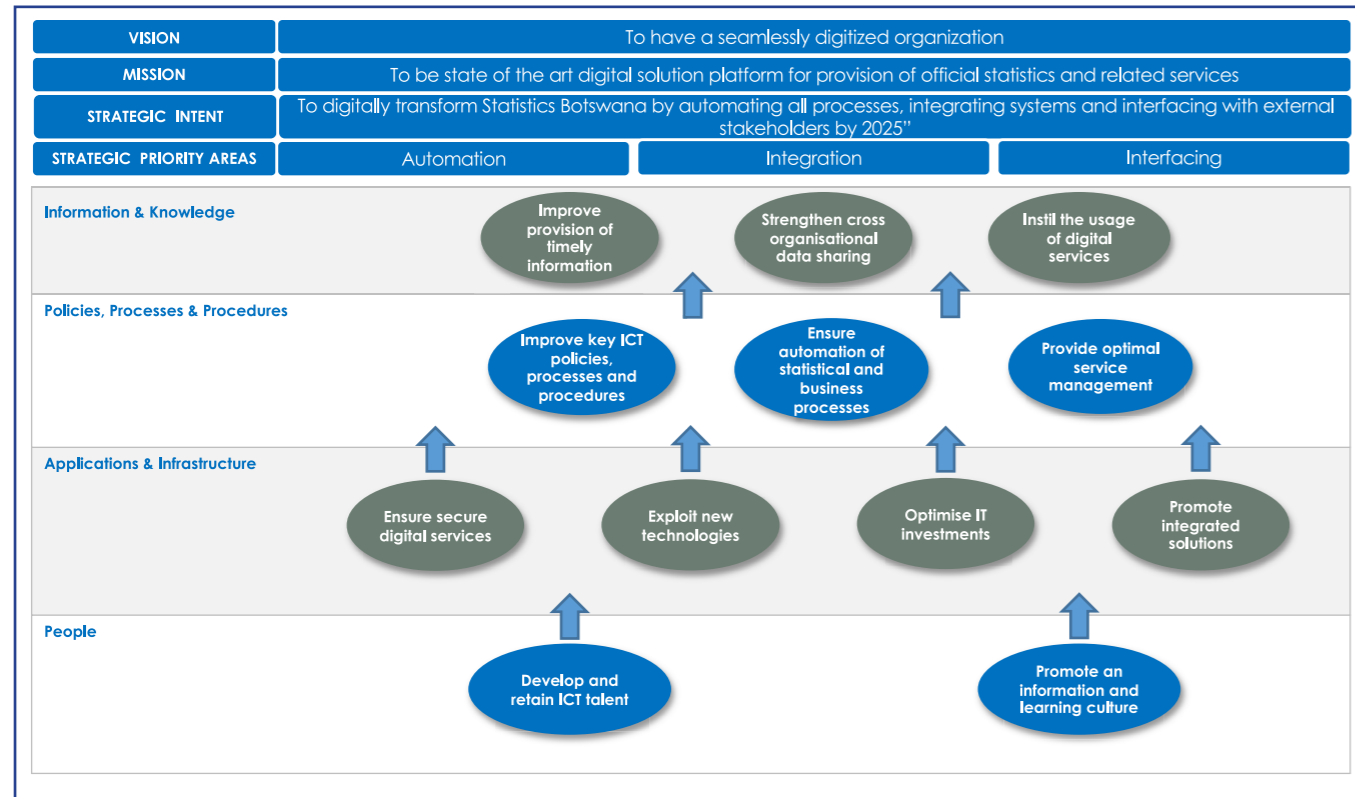 VISION
To have a seamlessly digitized organization
MISSION
To be state of the art digital solution platform for provision of official statistics and related services
STRATEGIC INTENT
To digitally transform Statistics Botswana by automating all processes, integrating systems and interfacing with external
stakeholders by 2025”
STRATEGIC PRIORITY AREAS
Automation
Integration
Interfacing
Information & Knowledge
Improve
provision of
timely
information
Strengthen cross
organisational
data sharing
Instil the usage
of digital
services
Policies, Processes & Procedures
Improve key ICT
policies,
processes and
procedures
Ensure
automation of
statistical and
business
processes
Provide optimal
service
management
Applications & Infrastructure
Ensure secure
digital services
Exploit new
technologies
Optimise IT
investments
Promote
integrated
solutions
People
Develop and
retain ICT talent
Promote an
information and
learning culture